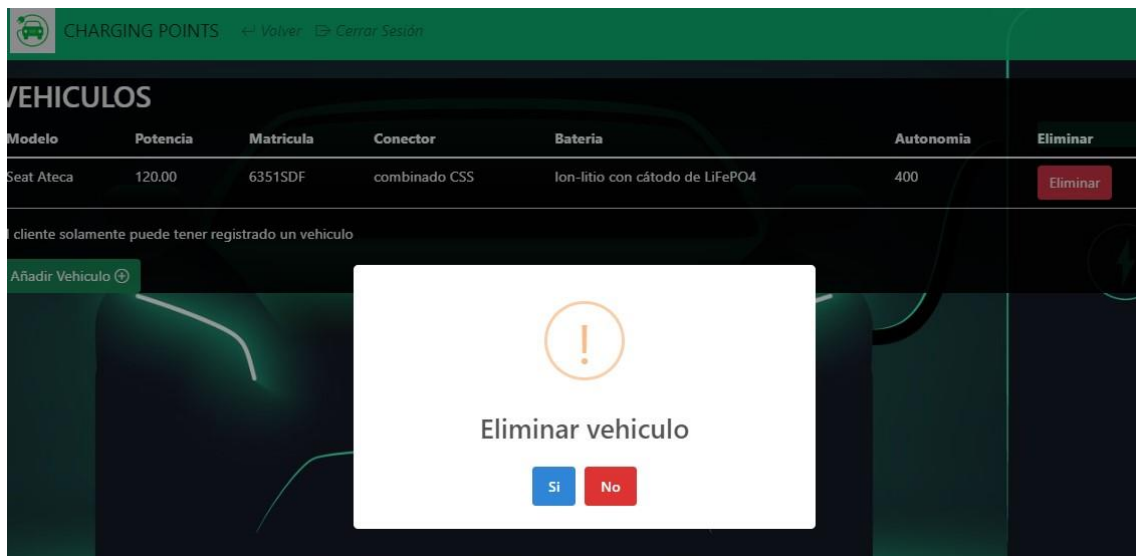 CHARGING POINTS Volver Cerrar Sesión
VEHICULOS
Modelo Potencia Matricula Conector Bateria Autonomia Eliminar
Seat Ateca 120.00 6351SDF combinado CSS Ion-litio con cátodo de LiFePO4 400 Eliminar
l cliente solamente puede tener registrado un vehiculo
Añadir Vehiculo
!
Eliminar vehiculo
Si No